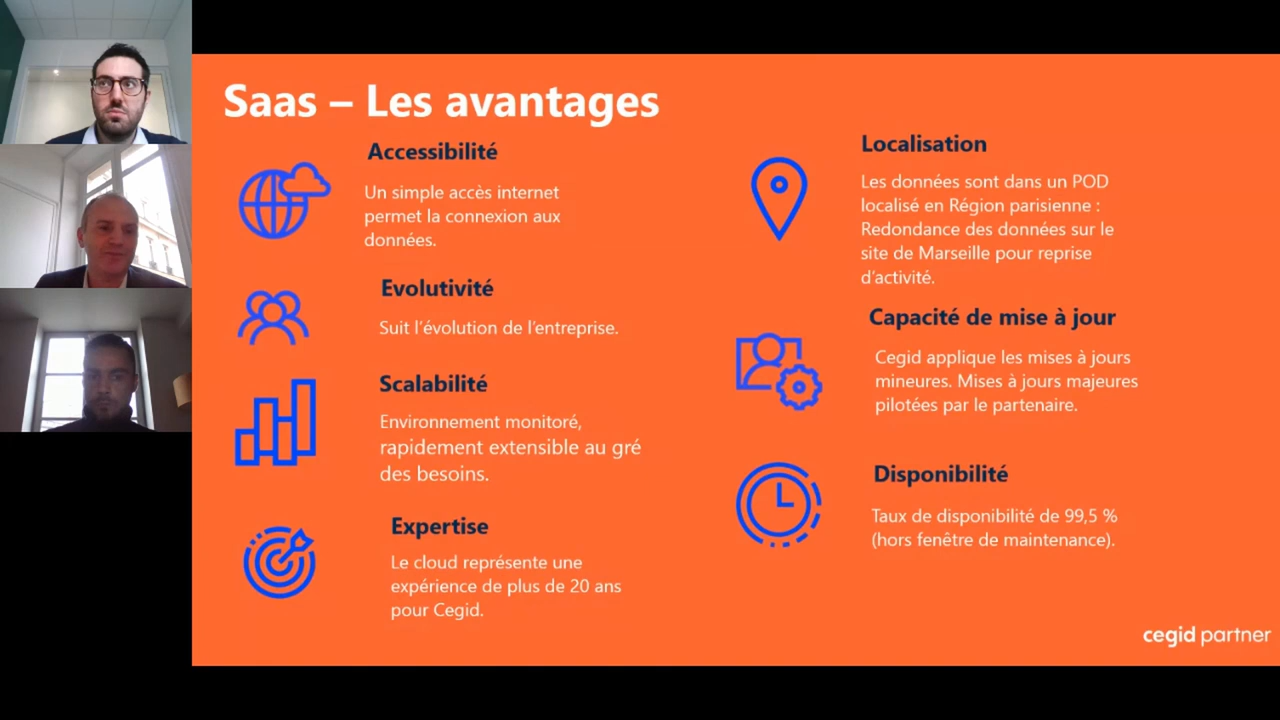 Saas – Les avantages
Accessibilité
Un simple accès internet
permet la connexion aux
données.
Evolutivité
Suit l’évolution de l’entreprise.
Scalabilité
Environnement monitoré,
rapidement extensible au gré
des besoins.
Expertise
Le cloud représente une
expérience de plus de 20 ans
pour Cegid.
Localisation
Les données sont dans un POD
localisé en Région parisienne :
Redondance des données sur le
site de Marseille pour reprise
d’activité.
Capacité de mise à jour
Cegid applique les mises à jours
mineures. Mises à jours majeures
pilotées par le partenaire.
Disponibilité
Taux de disponibilité de 99,5 %
(hors fenêtre de maintenance).
cegid partner